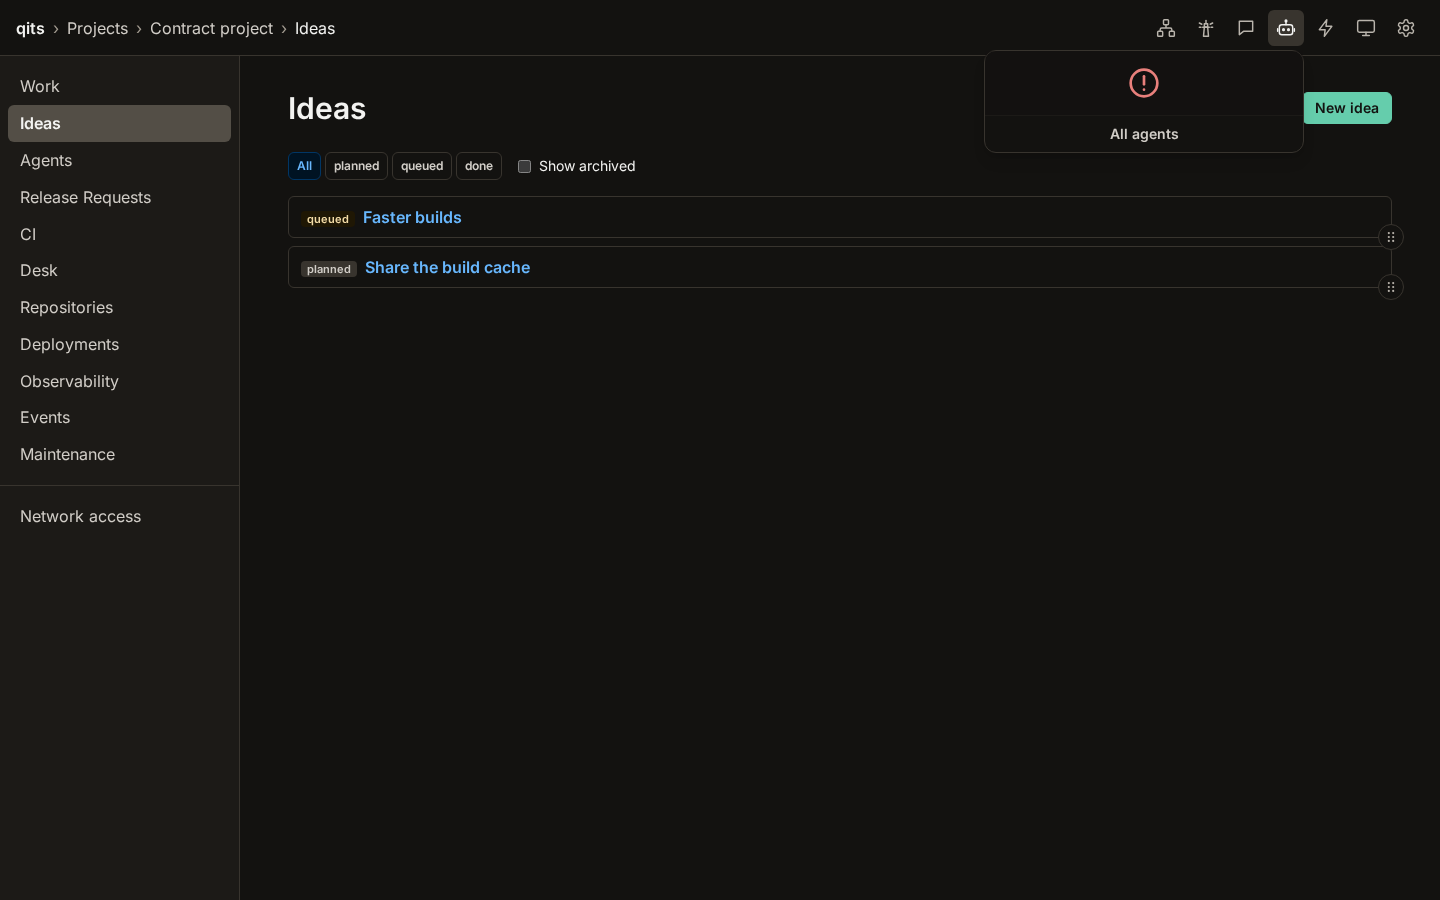 qits › Projects › Contract project › Ideas
Work
Ideas
Agents
Release Requests
CI
Desk
Repositories
Deployments
Observability
Events
Maintenance
Network access
Ideas
All agents
New idea
All planned queued done Show archived
queued Faster builds
planned Share the build cache